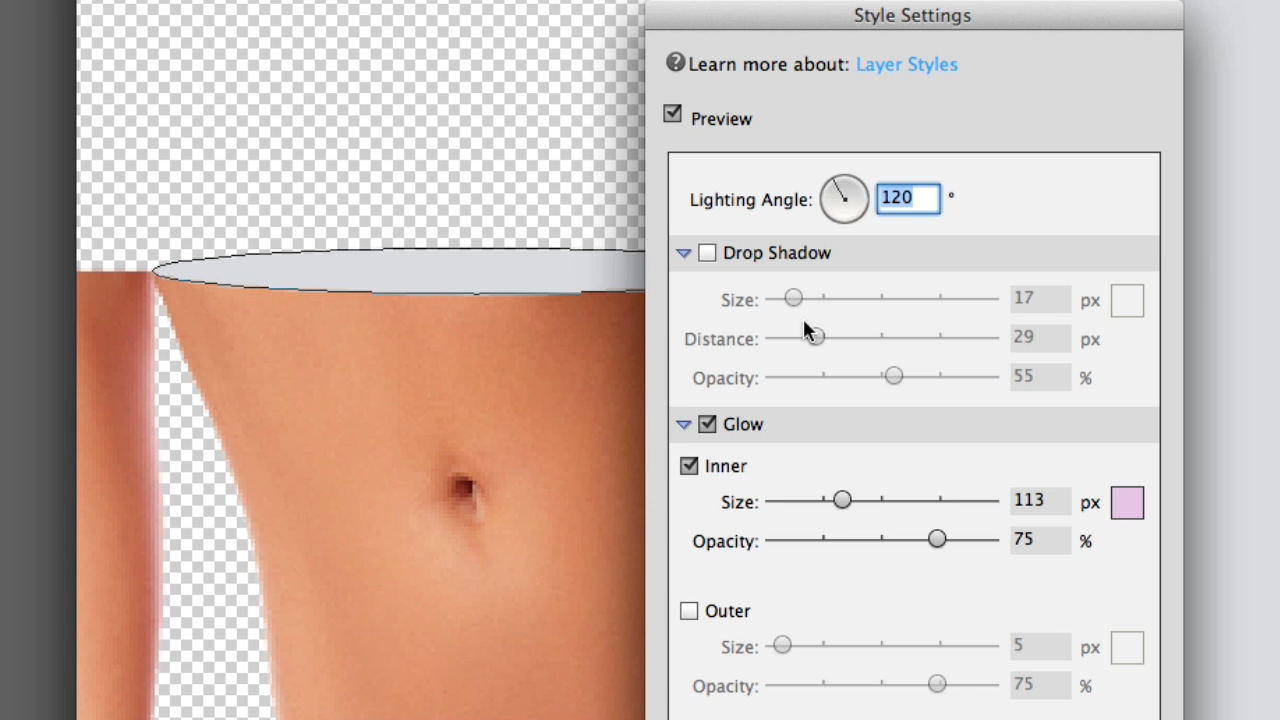 Style Settings
? Learn more about: Layer Styles
Preview
Lighting Angle: 120 °
Drop Shadow
Size: 17 px
Distance: 29 px
Opacity: 55 %
Glow
Inner
Size: 113 px
Opacity: 75 %
Outer
Size: 5 px
Opacity: 75 %